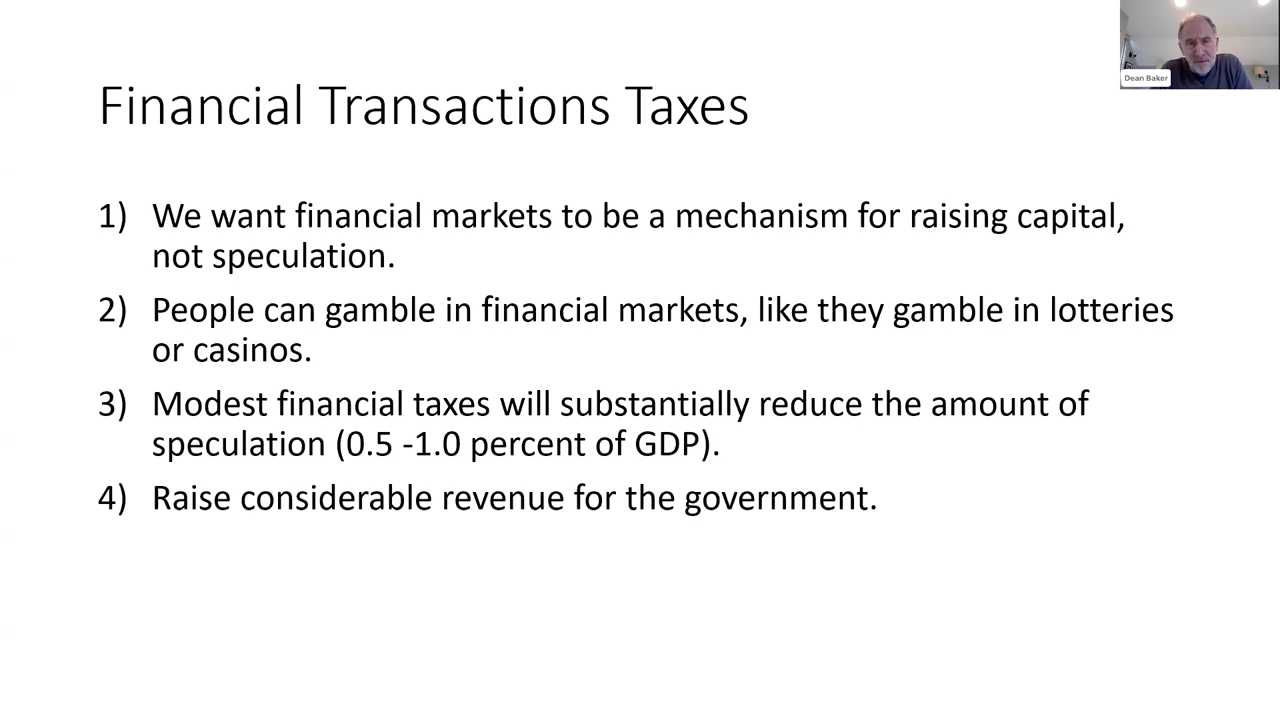 Dean Baker
Financial Transactions Taxes
1) We want financial markets to be a mechanism for raising capital,
not speculation.
2) People can gamble in financial markets, like they gamble in lotteries
or casinos.
3) Modest financial taxes will substantially reduce the amount of
speculation (0.5 -1.0 percent of GDP).
4) Raise considerable revenue for the government.